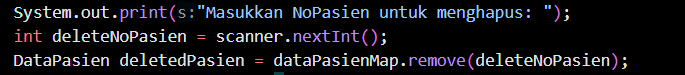 System.out.print(s:"Masukkan NoPasien untuk menghapus: ");
int deleteNoPasien = scanner.nextInt();
DataPasien deletedPasien = dataPasienMap.remove(deleteNoPasien);